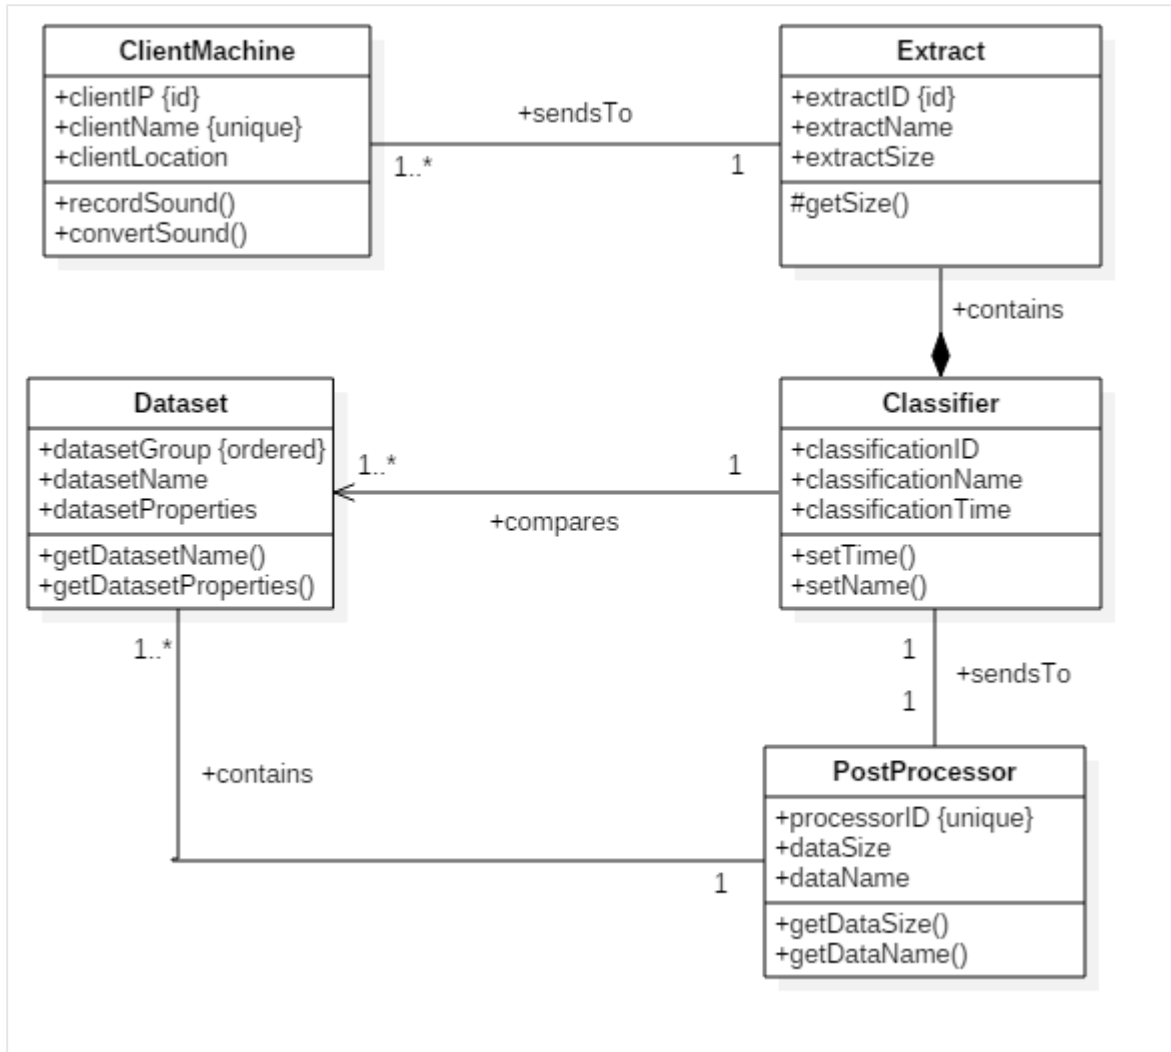 ClientMachine
+clientIP {id}
+clientName {unique}
+clientLocation
+recordSound()
+convertSound()
+sendsTo
1..*
1
Extract
+extractID {id}
+extractName
+extractSize
#getSize()
+contains
Dataset
+datasetGroup {ordered}
+datasetName
+datasetProperties
+getDatasetName()
+getDatasetProperties()
1..*
1
+compares
Classifier
+classificationID
+classificationName
+classificationTime
+setTime()
+setName()
1..*
1
+sendsTo
1
+contains
1
PostProcessor
+processorID {unique}
+dataSize
+dataName
+getDataSize()
+getDataName()